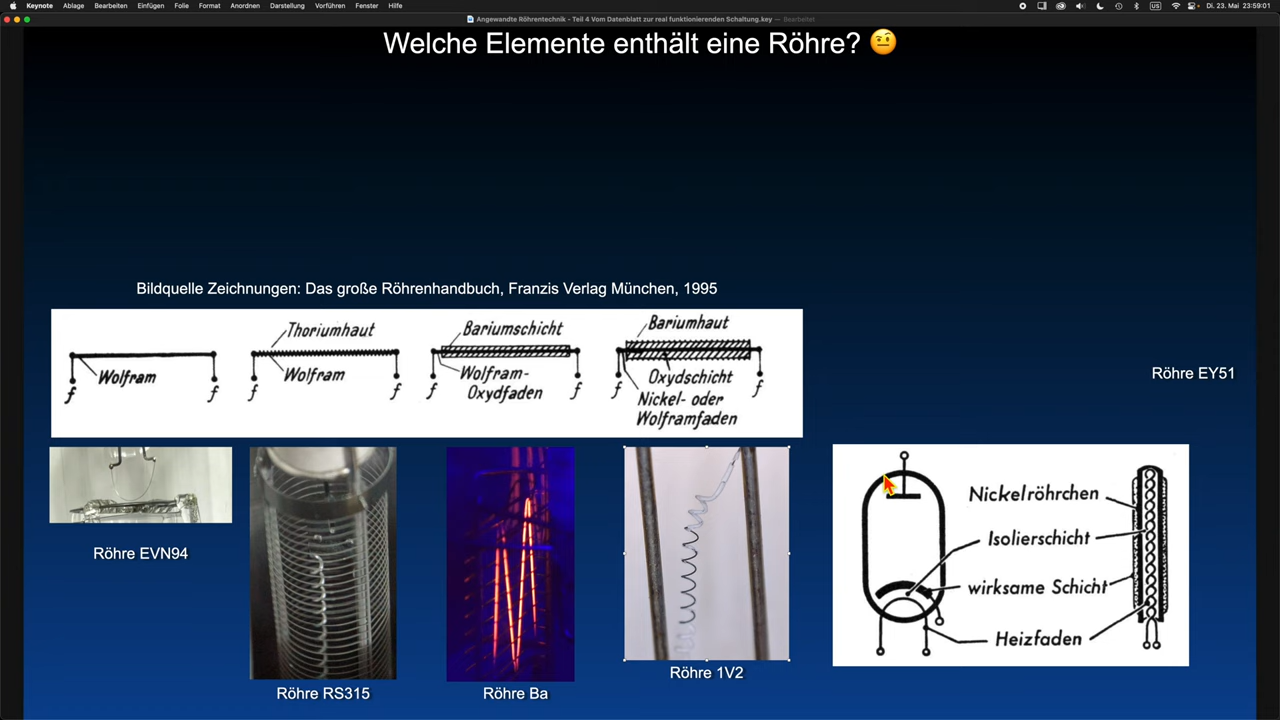 Keynote Ablage Bearbeiten Einfügen Folie Format Anordnen Darstellung Vorführen Fenster Hilfe
US Di. 23. Mai 23:59:01
Angewandte Röhrentechnik - Teil 4 Vom Datenblatt zur real funktionierenden Schaltung.key — Bearbeitet
Welche Elemente enthält eine Röhre? 🤨
Bildquelle Zeichnungen: Das große Röhrenhandbuch, Franzis Verlag München, 1995
Wolfram
f f
Thoriumhaut
Wolfram
f f
Bariumschicht
Wolfram-
Oxydfaden
f f
Bariumhaut
Oxydschicht
Nickel- oder
Wolframfaden
f f
Röhre EY51
Röhre EVN94
Röhre RS315
Röhre Ba
Röhre 1V2
Nickelröhrchen
Isolierschicht
wirksame Schicht
Heizfaden